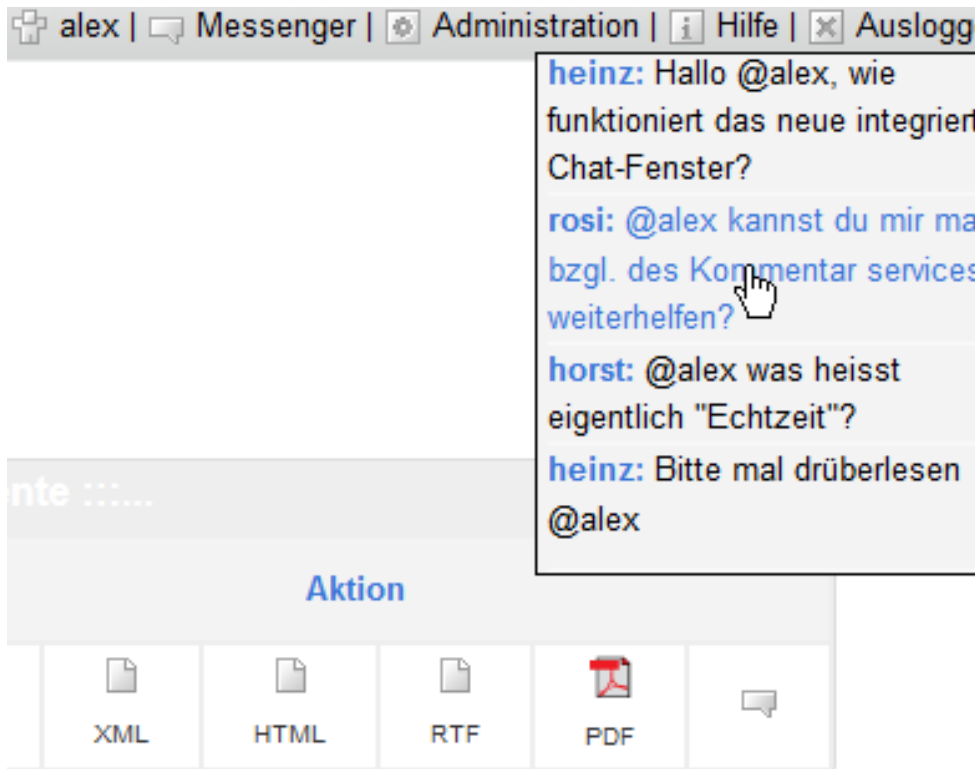 alex | Messenger | Administration | Hilfe | Auslogg
heinz: Hallo @alex, wie
funktioniert das neue integriert
Chat-Fenster?
rosi: @alex kannst du mir ma
bzgl. des Kommentar services
weiterhelfen?
horst: @alex was heisst
eigentlich "Echtzeit"?
heinz: Bitte mal drüberlesen
@alex
nte :::...
Aktion
XML HTML RTF PDF